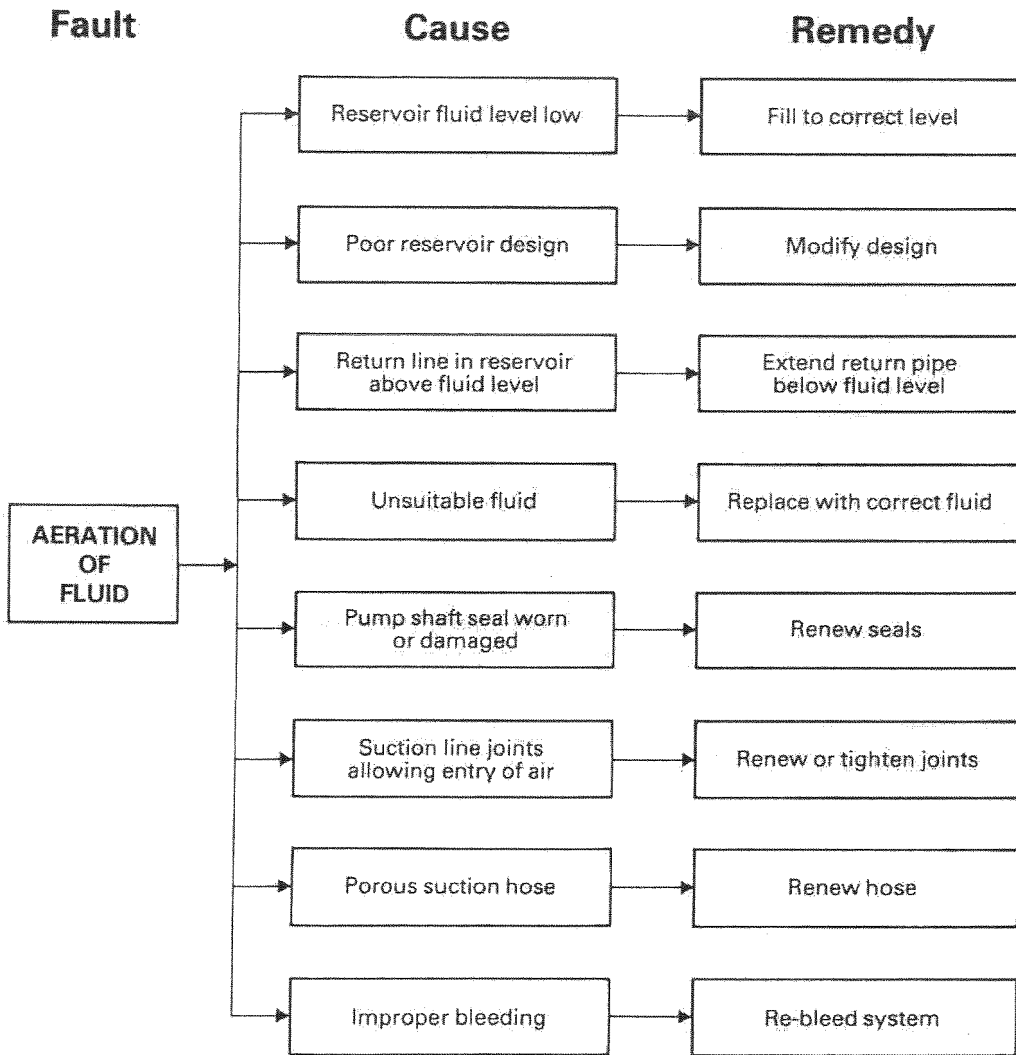 Fault
Cause
Remedy
Reservoir fluid level low
Fill to correct level
Poor reservoir design
Modify design
Return line in reservoir
above fluid level
Extend return pipe
below fluid level
Unsuitable fluid
Replace with correct fluid
AERATION
OF
FLUID
Pump shaft seal worn
or damaged
Renew seals
Suction line joints
allowing entry of air
Renew or tighten joints
Porous suction hose
Renew hose
Improper bleeding
Re-bleed system